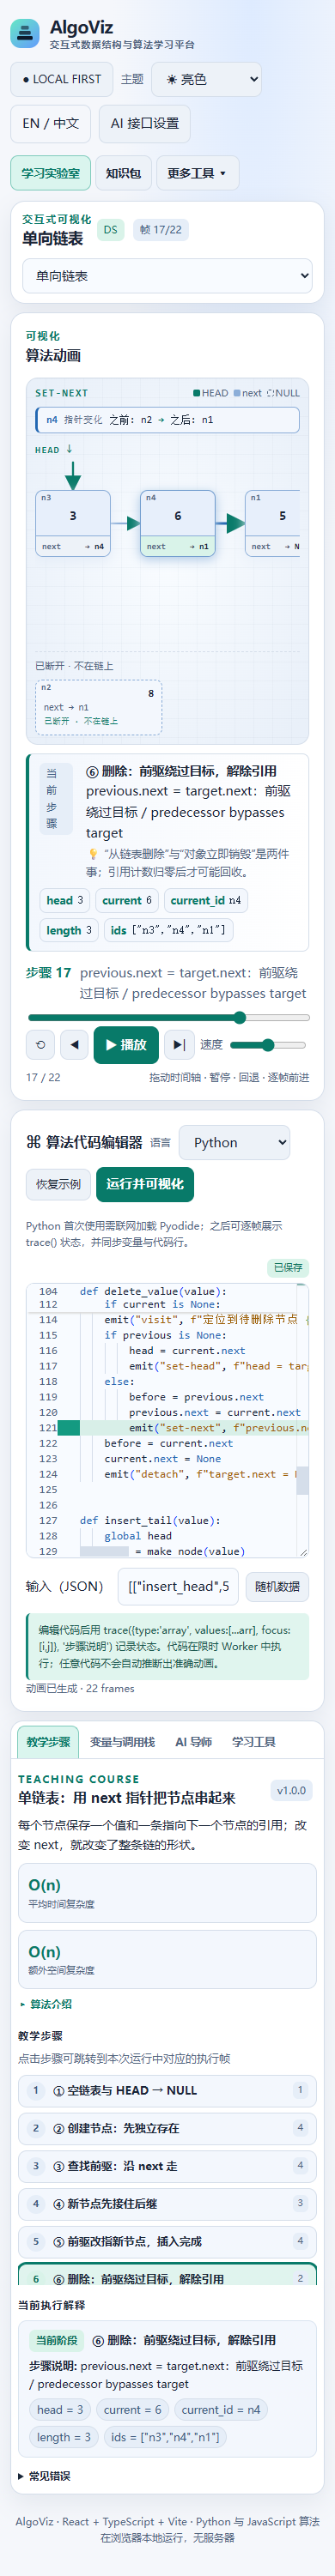 AlgoViz
交互式数据结构与算法学习平台
● LOCAL FIRST
主题
☀ 亮色
EN / 中文
AI 接口设置
学习实验室
知识包
更多工具 ▾
交互式可视化
单向链表
DS
帧 17/22
单向链表
可视化
算法动画
SET-NEXT
HEAD
next
NULL
n4 指针变化 之前: n2 → 之后: n1
HEAD ↓
n3
3
next → n4
n4
6
next → n1
n1
5
next → N
已断开 · 不在链上
n2
8
next → n1
已断开 · 不在链上
当前步骤
⑥ 删除：前驱绕过目标，解除引用
previous.next = target.next：前驱
绕过目标 / predecessor bypasses
target
💡 “从链表删除”与“对象立即销毁”是两件
事；引用计数归零后才可能回收。
head 3
current 6
current_id n4
length 3
ids ["n3","n4","n1"]
步骤 17
previous.next = target.next：前驱绕
过目标 / predecessor bypasses target
▶ 播放
速度
17 / 22
拖动时间轴 · 暂停 · 回退 · 逐帧前进
⌘ 算法代码编辑器
语言
Python
恢复示例
运行并可视化
Python 首次使用需联网加载 Pyodide；之后可逐帧展示
trace() 状态，并同步变量与代码行。
已保存
104 def delete_value(value):
112 if current is None:
114 emit("visit", f"定位到待删除节点
115 if previous is None:
116 head = current.next
117 emit("set-head", f"head = targ
118 else:
119 before = previous.next
120 previous.next = current.next
121 emit("set-next", f"previous.ne
122 before = current.next
123 current.next = None
124 emit("detach", f"target.next =
125
126
127 def insert_tail(value):
128 global head
129 = make_node(value)
输入（JSON）
[["insert_head",5
随机数据
编辑代码后用 trace({type:'array', values:[...arr], focus:
[i,j]}, '步骤说明') 记录状态。代码在限时 Worker 中执
行；任意代码不会自动推断出准确动画。
动画已生成 · 22 frames
教学步骤
变量与调用栈
AI 导师
学习工具
TEACHING COURSE
单链表：用 next 指针把节点串起来
v1.0.0
每个节点保存一个值和一条指向下一个节点的引用；改
变 next，就改变了整条链的形状。
O(n)
平均时间复杂度
O(n)
额外空间复杂度
▸ 算法介绍
教学步骤
点击步骤可跳转到本次运行中对应的执行帧
1 ① 空链表与 HEAD → NULL 1
2 ② 创建节点：先独立存在 4
3 ③ 查找前驱：沿 next 走 4
4 ④ 新节点先接住后继 3
5 ⑤ 前驱改指新节点，插入完成 4
6 ⑥ 删除：前驱绕过目标，解除引用 2
当前执行解释
当前阶段
⑥ 删除：前驱绕过目标，解除引用
步骤说明: previous.next = target.next：前驱绕过目标
/ predecessor bypasses target
head = 3
current = 6
current_id = n4
length = 3
ids = ["n3","n4","n1"]
▶ 常见错误
AlgoViz · React + TypeScript + Vite · Python 与 JavaScript 算法
在浏览器本地运行，无服务器